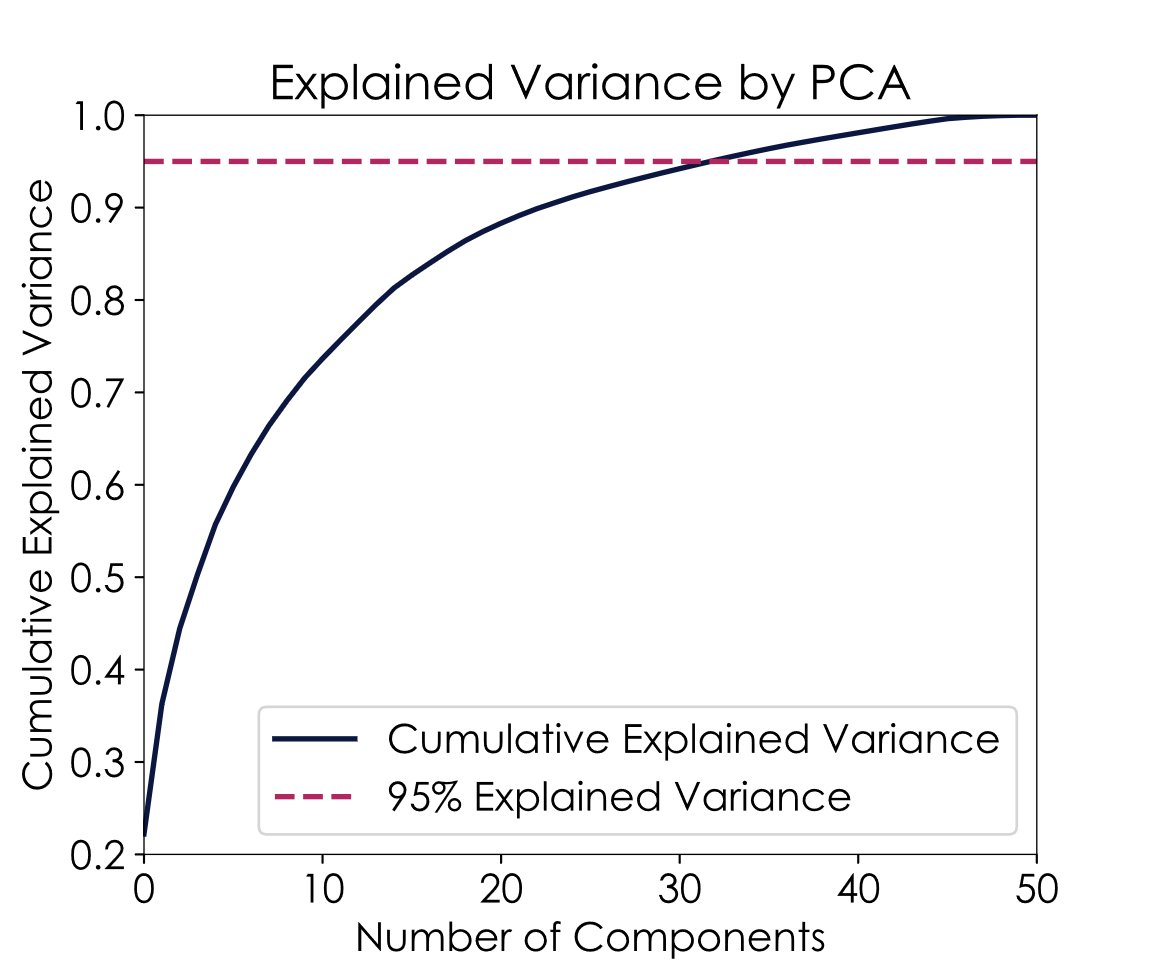 Explained Variance by PCA
1.0
0.9
0.8
0.7
0.6
0.5
0.4
0.3
0.2
Cumulative Explained Variance
Cumulative Explained Variance
95% Explained Variance
0 10 20 30 40 50
Number of Components